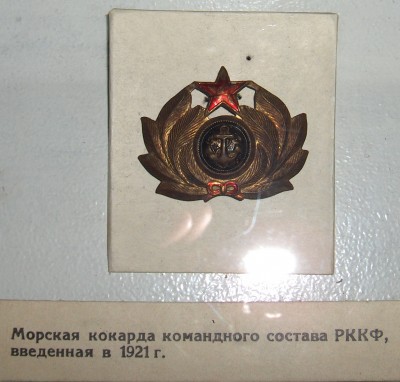 Морская кокарда командного состава РККФ,
введенная в 1921 г.